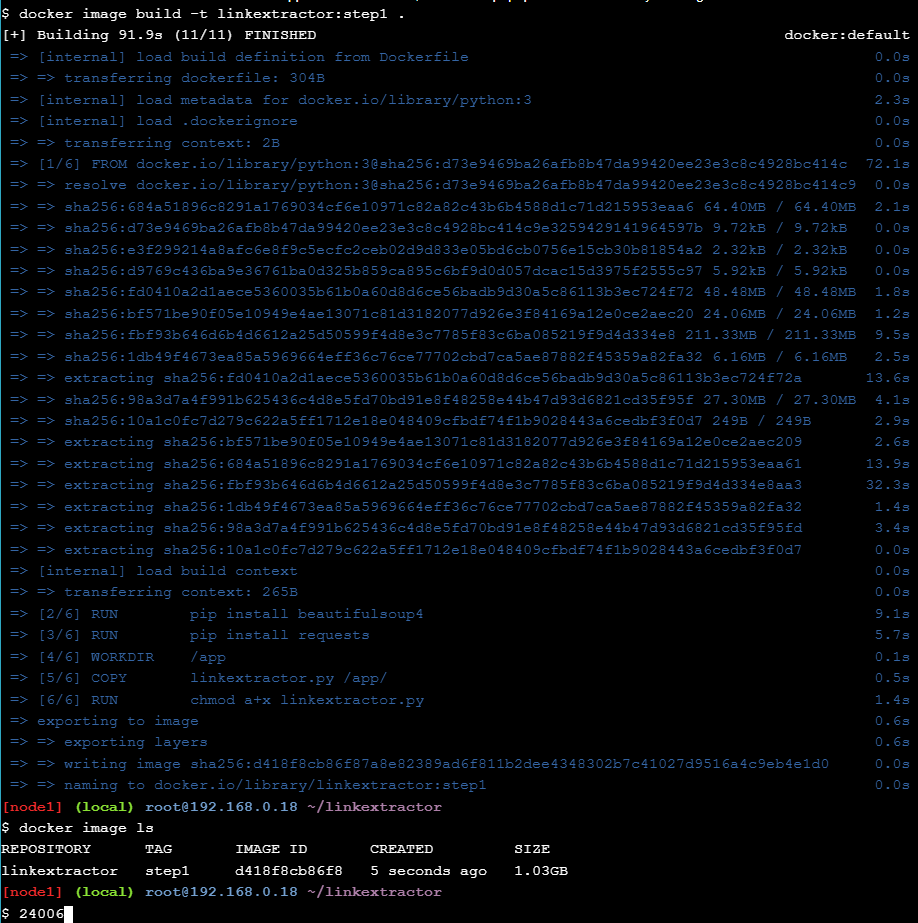 $ docker image build -t linkextractor:step1 .
[+] Building 91.9s (11/11) FINISHED docker:default
=> [internal] load build definition from Dockerfile 0.0s
=> => transferring dockerfile: 304B 0.0s
=> [internal] load metadata for docker.io/library/python:3 2.3s
=> [internal] load .dockerignore 0.0s
=> => transferring context: 2B 0.0s
=> [1/6] FROM docker.io/library/python:3@sha256:d73e9469ba26afb8b47da99420ee23e3c8c4928bc414c 72.1s
=> => resolve docker.io/library/python:3@sha256:d73e9469ba26afb8b47da99420ee23e3c8c4928bc414c9 0.0s
=> => sha256:684a51896c8291a1769034cf6e10971c82a82c43b6b4588d1c71d215953eaa6 64.40MB / 64.40MB 2.1s
=> => sha256:d73e9469ba26afb8b47da99420ee23e3c8c4928bc414c9e3259429141964597b 9.72kB / 9.72kB 0.0s
=> => sha256:e3f299214a8afc6e8f9c5ecfc2ceb02d9d833e05bd6cb0756e15cb30b81854a2 2.32kB / 2.32kB 0.0s
=> => sha256:d9769c436ba9e36761ba0d325b859ca895c6bf9d0d057dcac15d3975f2555c97 5.92kB / 5.92kB 0.0s
=> => sha256:fd0410a2d1aece5360035b61b0a60d8d6ce56badb9d30a5c86113b3ec724f72 48.48MB / 48.48MB 1.8s
=> => sha256:bf571be90f05e10949e4ae13071c81d3182077d926e3f84169a12e0ce2aec20 24.06MB / 24.06MB 1.2s
=> => sha256:fbf93b646d6b4d6612a25d50599f4d8e3c7785f83c6ba085219f9d4d334e8 211.33MB / 211.33MB 9.5s
=> => sha256:1db49f4673ea85a5969664eff36c76ce77702cbd7ca5ae87882f45359a82fa32 6.16MB / 6.16MB 2.5s
=> => extracting sha256:fd0410a2d1aece5360035b61b0a60d8d6ce56badb9d30a5c86113b3ec724f72a 13.6s
=> => sha256:98a3d7a4f991b625436c4d8e5fd70bd91e8f48258e44b47d93d6821cd35f95f 27.30MB / 27.30MB 4.1s
=> => sha256:10a1c0fc7d279c622a5ff1712e18e048409cfbdf74f1b9028443a6cedbf3f0d7 249B / 249B 2.9s
=> => extracting sha256:bf571be90f05e10949e4ae13071c81d3182077d926e3f84169a12e0ce2aec209 2.6s
=> => extracting sha256:684a51896c8291a1769034cf6e10971c82a82c43b6b4588d1c71d215953eaa61 13.9s
=> => extracting sha256:fbf93b646d6b4d6612a25d50599f4d8e3c7785f83c6ba085219f9d4d334e8aa3 32.3s
=> => extracting sha256:1db49f4673ea85a5969664eff36c76ce77702cbd7ca5ae87882f45359a82fa32 1.4s
=> => extracting sha256:98a3d7a4f991b625436c4d8e5fd70bd91e8f48258e44b47d93d6821cd35f95fd 3.4s
=> => extracting sha256:10a1c0fc7d279c622a5ff1712e18e048409cfbdf74f1b9028443a6cedbf3f0d7 0.0s
=> [internal] load build context 0.0s
=> => transferring context: 265B 0.0s
=> [2/6] RUN pip install beautifulsoup4 9.1s
=> [3/6] RUN pip install requests 5.7s
=> [4/6] WORKDIR /app 0.1s
=> [5/6] COPY linkextractor.py /app/ 0.5s
=> [6/6] RUN chmod a+x linkextractor.py 1.4s
=> exporting to image 0.6s
=> => exporting layers 0.6s
=> => writing image sha256:d418f8cb86f87a8e82389ad6f811b2dee4348302b7c41027d9516a4c9eb4e1d0 0.0s
=> => naming to docker.io/library/linkextractor:step1 0.0s
[node1] (local) root@192.168.0.18 ~/linkextractor
$ docker image ls
REPOSITORY TAG IMAGE ID CREATED SIZE
linkextractor step1 d418f8cb86f8 5 seconds ago 1.03GB
[node1] (local) root@192.168.0.18 ~/linkextractor
$ 24006